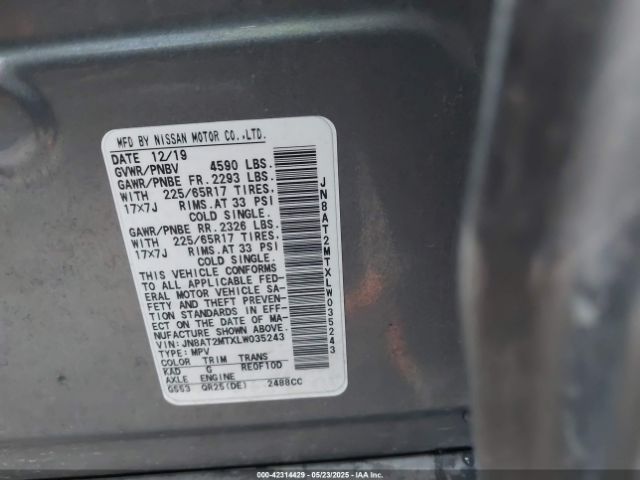 MFD BY NISSAN MOTOR CO.,LTD.
DATE 12/19
GVWR/PNBV 4590 LBS.
GAWR/PNBE FR. 2293 LBS.
WITH 225/65R17 TIRES.
17X7J RIMS. AT 33 PSI
COLD SINGLE.
GAWR/PNBE RR. 2326 LBS.
WITH 225/65R17 TIRES.
17X7J RIMS. AT 33 PSI
COLD SINGLE.
THIS VEHICLE CONFORMS
TO ALL APPLICABLE FED-
ERAL MOTOR VEHICLE SA-
FETY AND THEFT PREVEN-
TION STANDARDS IN EFF-
ECT ON THE DATE OF MA-
NUFACTURE SHOWN ABOVE.
VIN: JN8AT2MTXLW035243
TYPE: MPV
COLOR TRIM TRANS
KAD G RE0F10D
AXLE ENGINE
GS53 QR25(DE) 2488CC
JN8AT2MTXLW035243
000-42314429 - 05/23/2025 - IAA Inc.